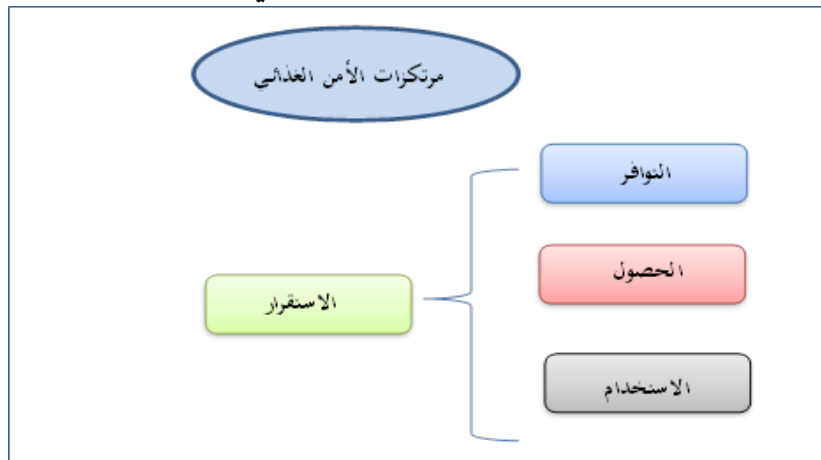 مرتكزات الأمن الغذائي
التوافر
الحصول
الاستقرار
الاستخدام